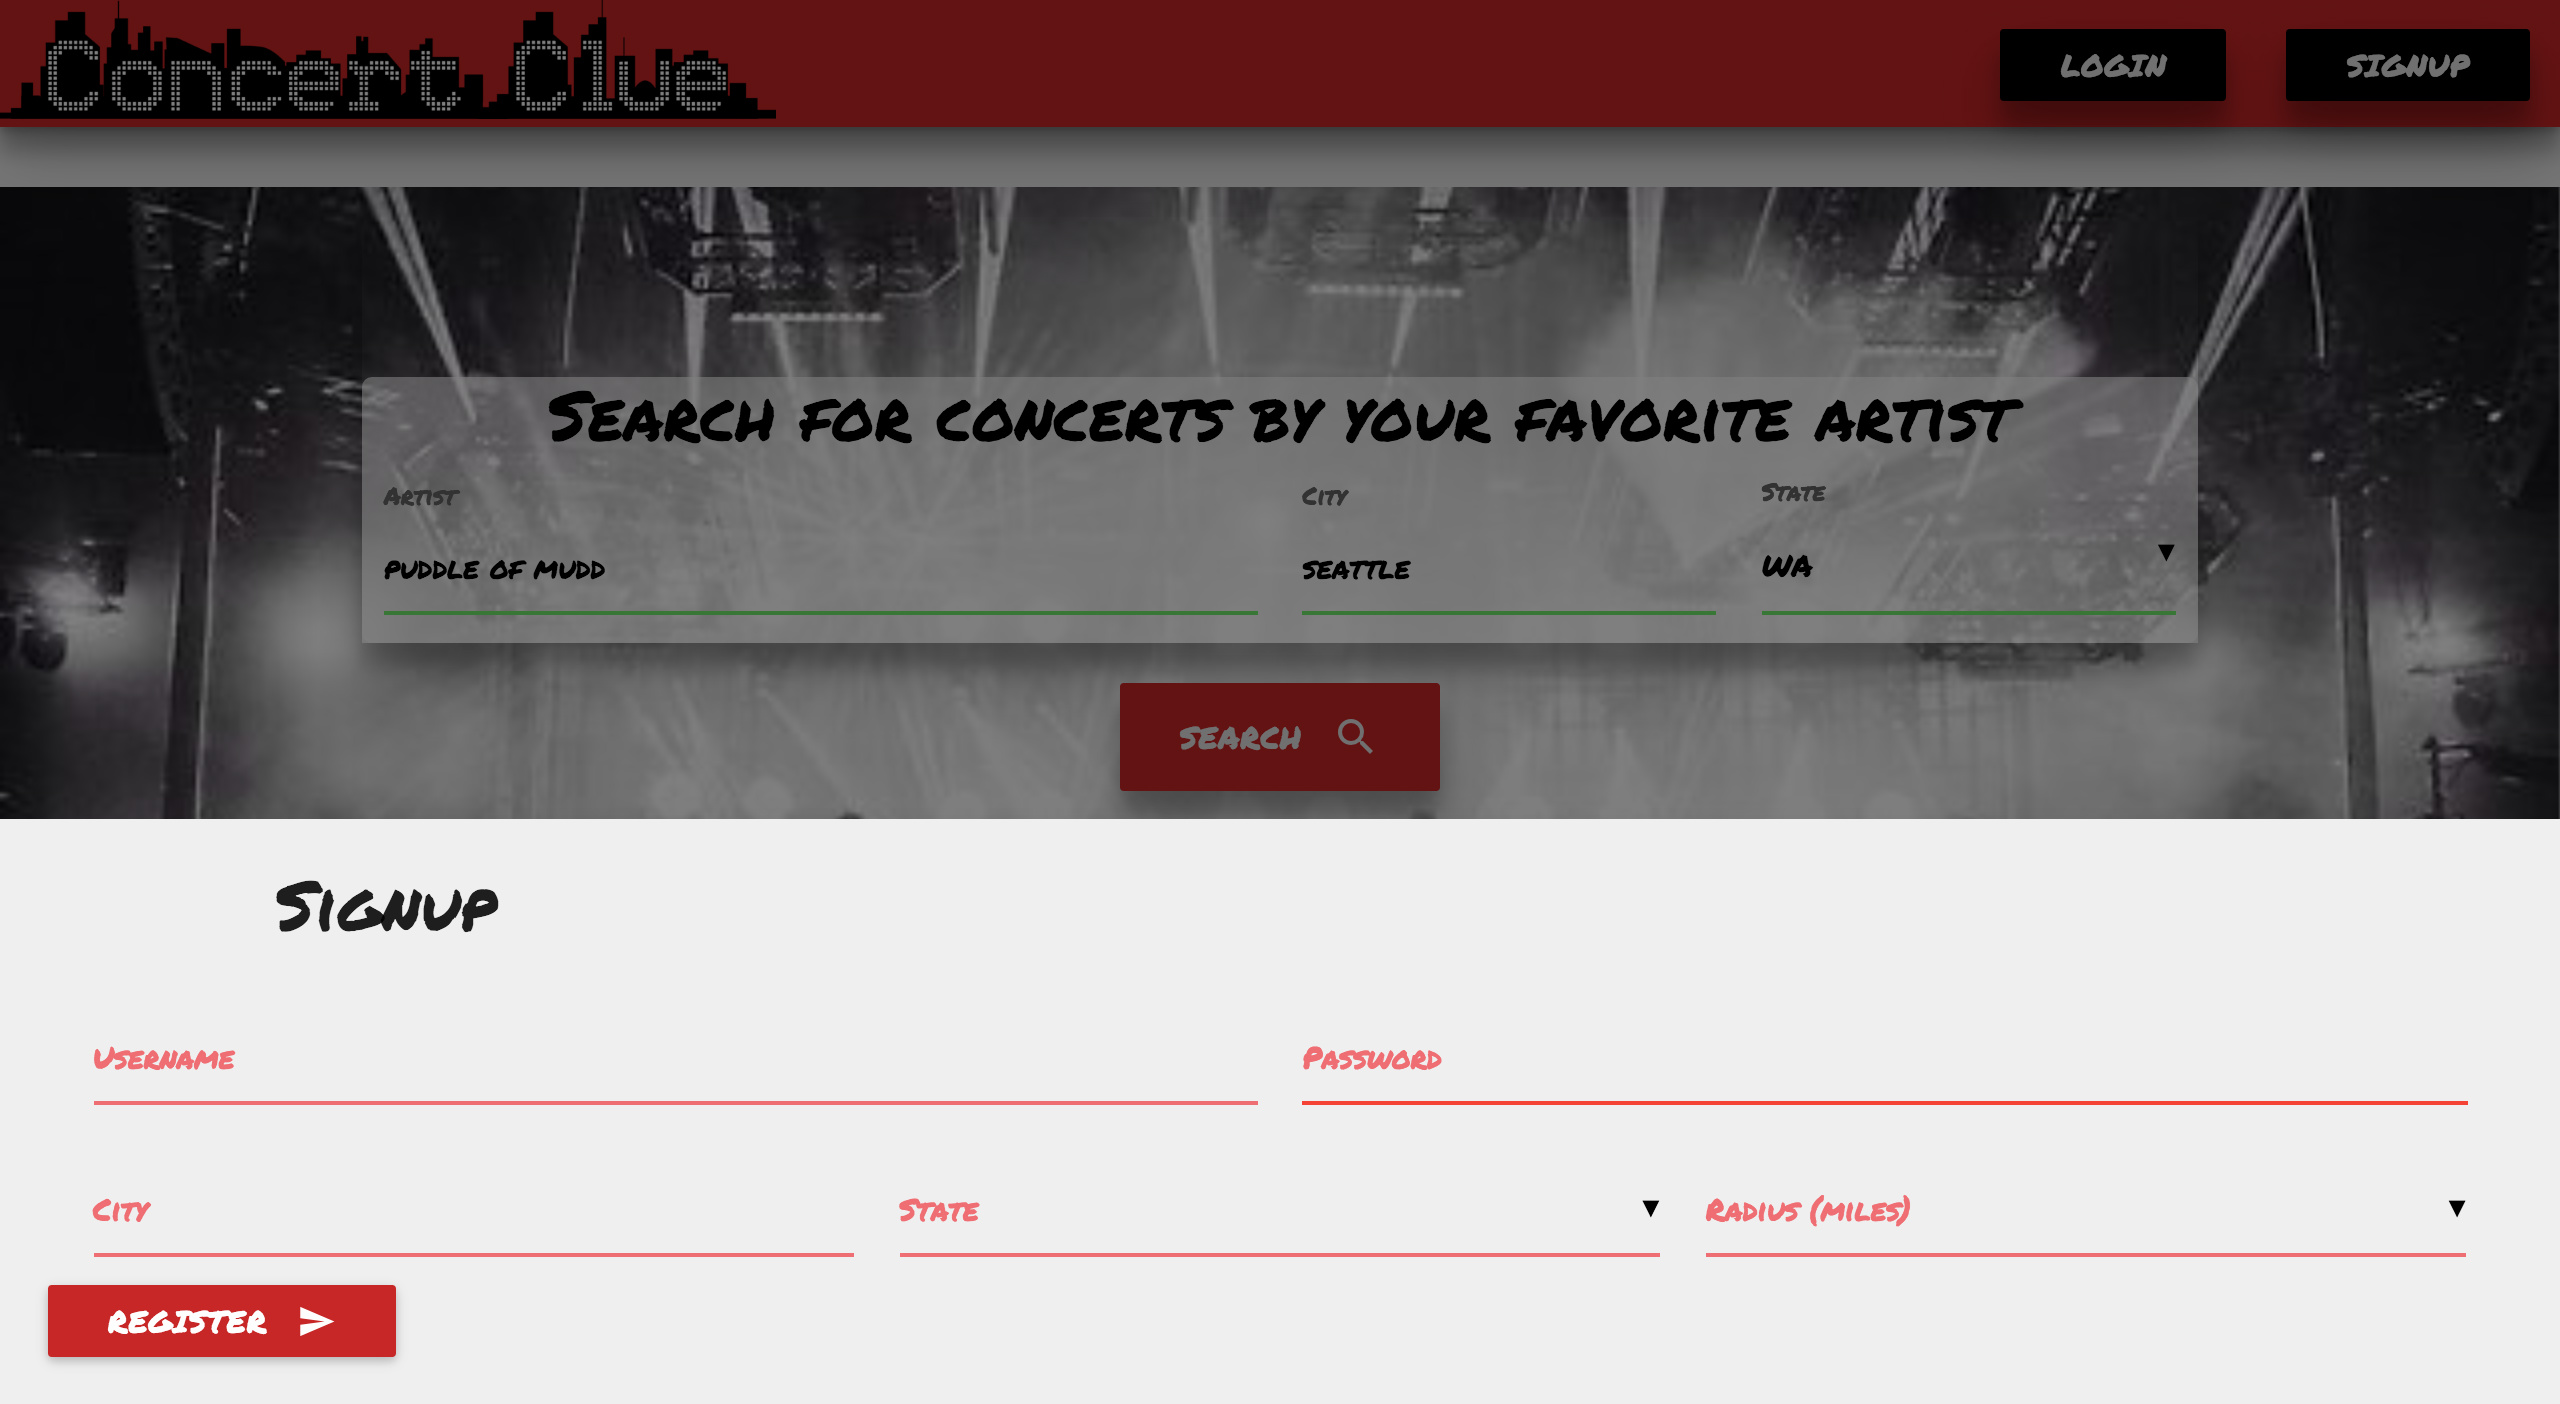 Concert Clue
LOGIN SIGNUP
Search for concerts by your favorite artist
Artist City State
puddle of mudd seattle WA
SEARCH
Signup
Username Password
City State Radius (miles)
REGISTER